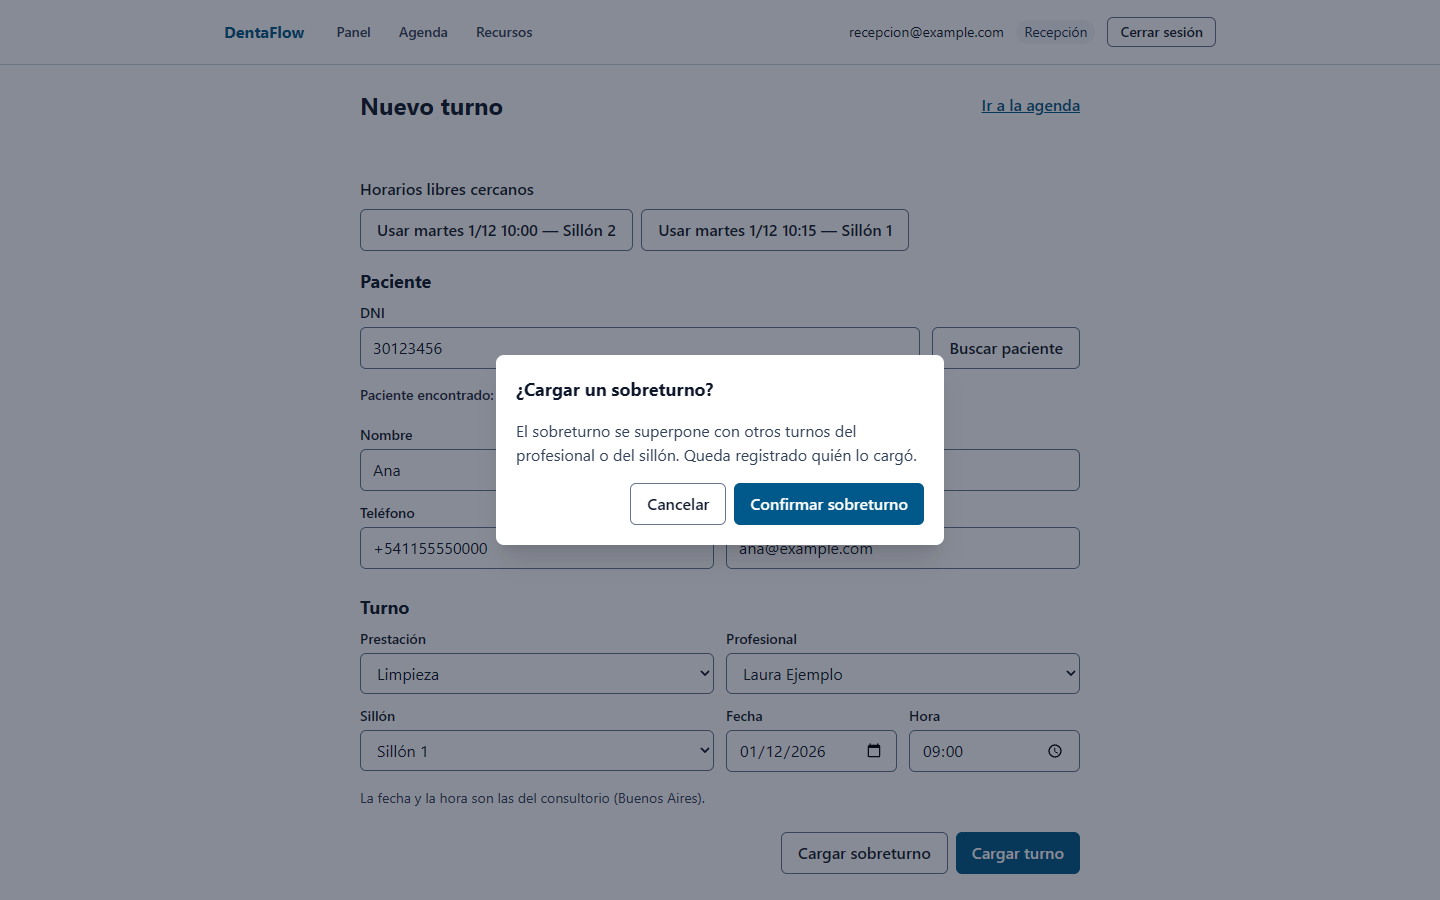 DentaFlow Panel Agenda Recursos recepcion@example.com Recepción Cerrar sesión
Nuevo turno Ir a la agenda
Horarios libres cercanos
Usar martes 1/12 10:00 — Sillón 2 Usar martes 1/12 10:15 — Sillón 1
Paciente
DNI
30123456 Buscar paciente
Paciente encontrado:
¿Cargar un sobreturno?
El sobreturno se superpone con otros turnos del
profesional o del sillón. Queda registrado quién lo cargó.
Cancelar Confirmar sobreturno
Nombre
Ana
Teléfono
+541155550000 ana@example.com
Turno
Prestación Profesional
Limpieza Laura Ejemplo
Sillón Fecha Hora
Sillón 1 01/12/2026 09:00
La fecha y la hora son las del consultorio (Buenos Aires).
Cargar sobreturno Cargar turno